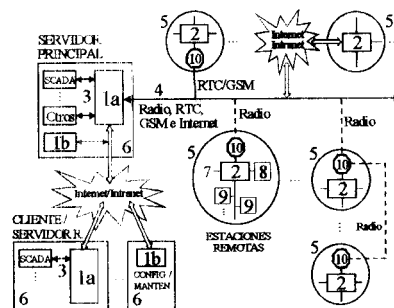 5
2
10
Internet
Intranet
5
2
SERVIDOR
PRINCIPAL
SCADA
3
1a
Otros
1b
6
4
RTC/GSM
Radio, RTC,
GSM e Internet
Radio
Radio
5
10
7
2
8
9
9
ESTACIONES
REMOTAS
5
10
2
Radio
5
10
2
Internet/Intranet
CLIENTE/
SERVIDOR R.
SCADA
3
1a
6
1b
CONFIG /
MANTEN
6